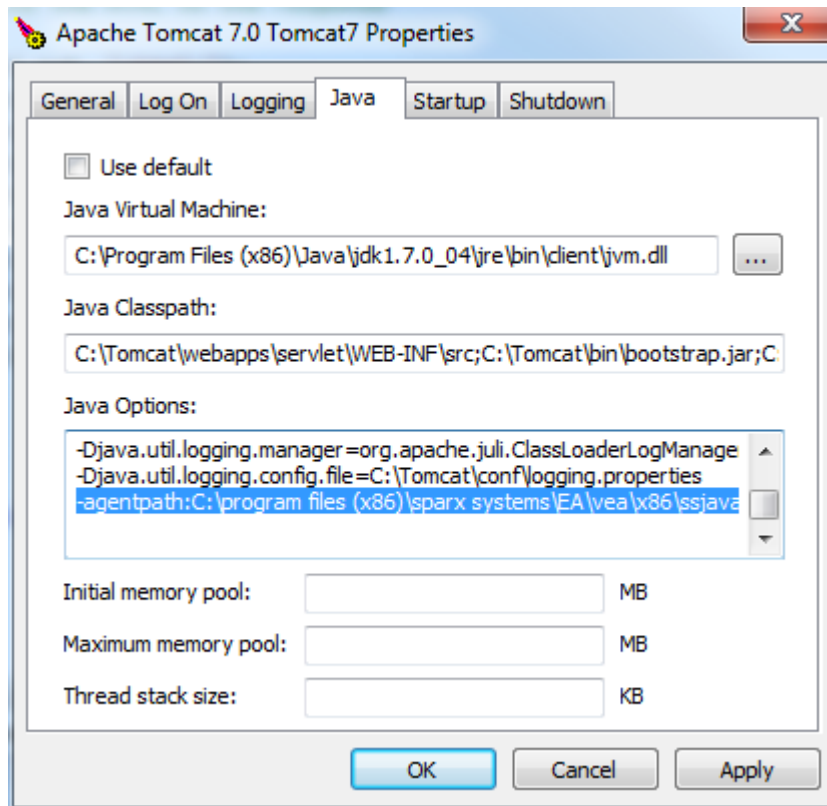 Apache Tomcat 7.0 Tomcat7 Properties
General Log On Logging Java Startup Shutdown
Use default
Java Virtual Machine:
C:\Program Files (x86)\Java\jdk1.7.0_04\jre\bin\client\jvm.dll
...
Java Classpath:
C:\Tomcat\webapps\servlet\WEB-INF\src;C:\Tomcat\bin\bootstrap.jar;C:
Java Options:
-Djava.util.logging.manager=org.apache.juli.ClassLoaderLogManage
-Djava.util.logging.config.file=C:\Tomcat\conf\logging.properties
-agentpath:C:\program files (x86)\sparx systems\EA\vea\x86\ssjava
Initial memory pool: MB
Maximum memory pool: MB
Thread stack size: KB
OK Cancel Apply